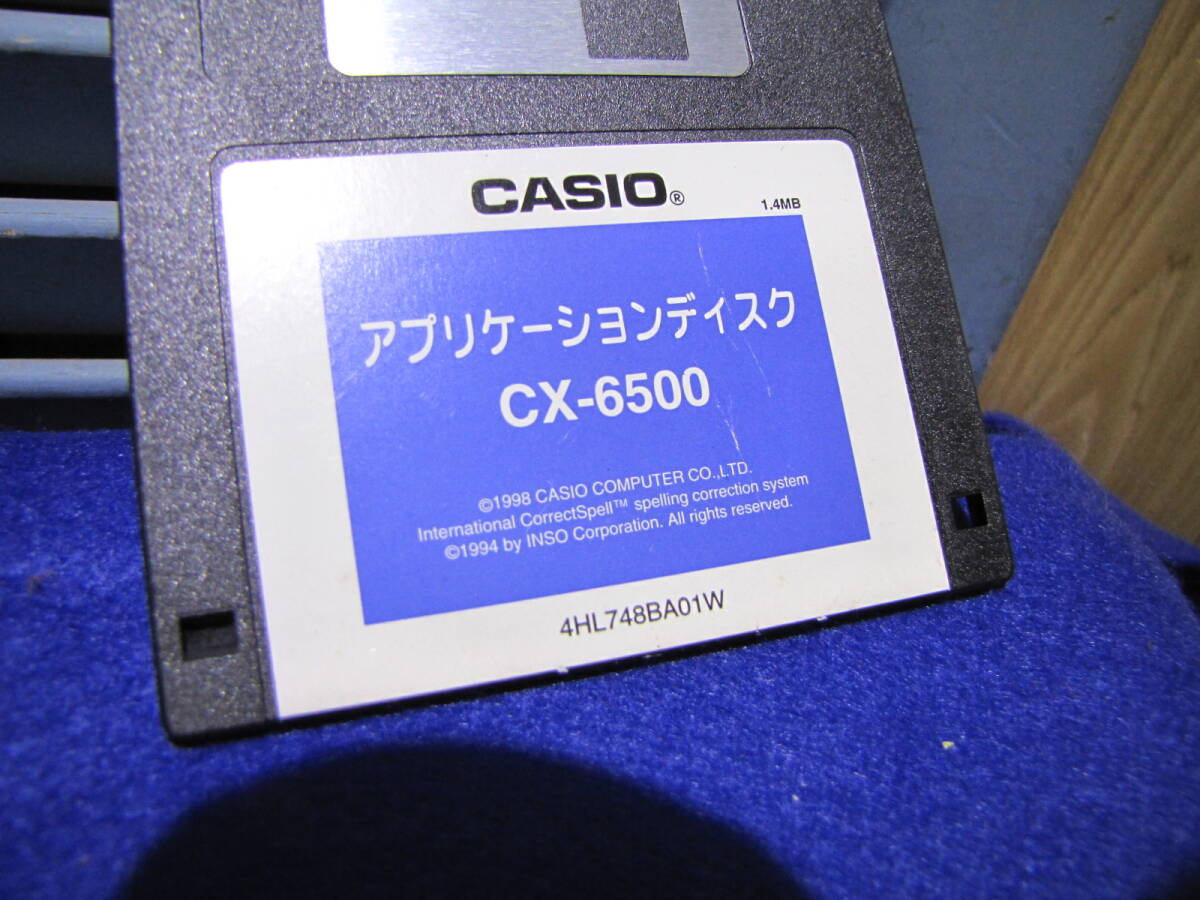 CASIO®
1.4MB
アプリケーションディスク
CX-6500
©1998 CASIO COMPUTER CO.,LTD.
International CorrectSpell™ spelling correction system
©1994 by INSO Corporation. All rights reserved.
4HL748BA01W